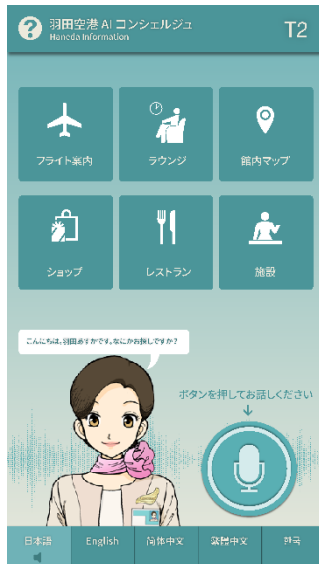 羽田空港 AI コンシェルジュ
Haneda Information
T2
フライト案内
ラウンジ
館内マップ
ショップ
レストラン
施設
こんにちは。羽田あすかです。なにかお探しですか？
ボタンを押してお話しください
日本語
English
简体中文
繁體中文
한국